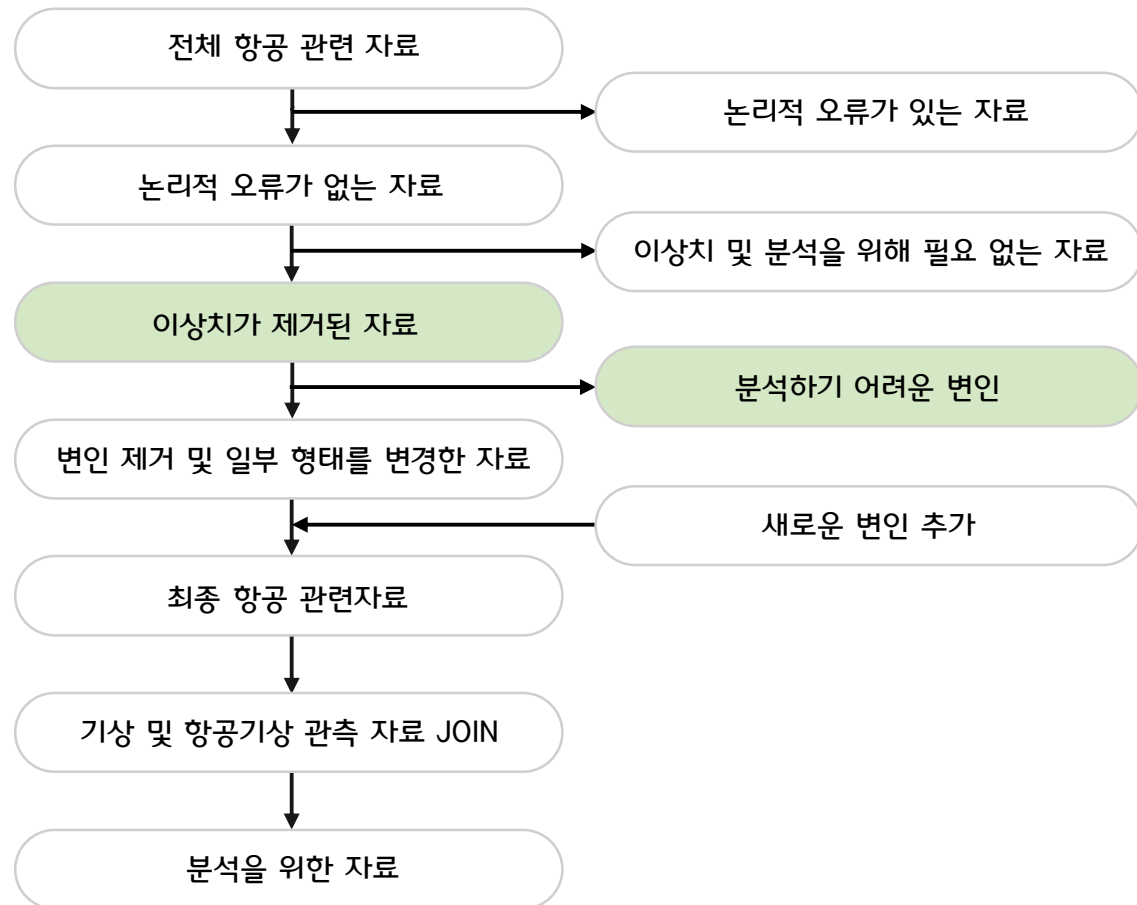 전체 항공 관련 자료
논리적 오류가 있는 자료
논리적 오류가 없는 자료
이상치 및 분석을 위해 필요 없는 자료
이상치가 제거된 자료
분석하기 어려운 변인
변인 제거 및 일부 형태를 변경한 자료
새로운 변인 추가
최종 항공 관련자료
기상 및 항공기상 관측 자료 JOIN
분석을 위한 자료